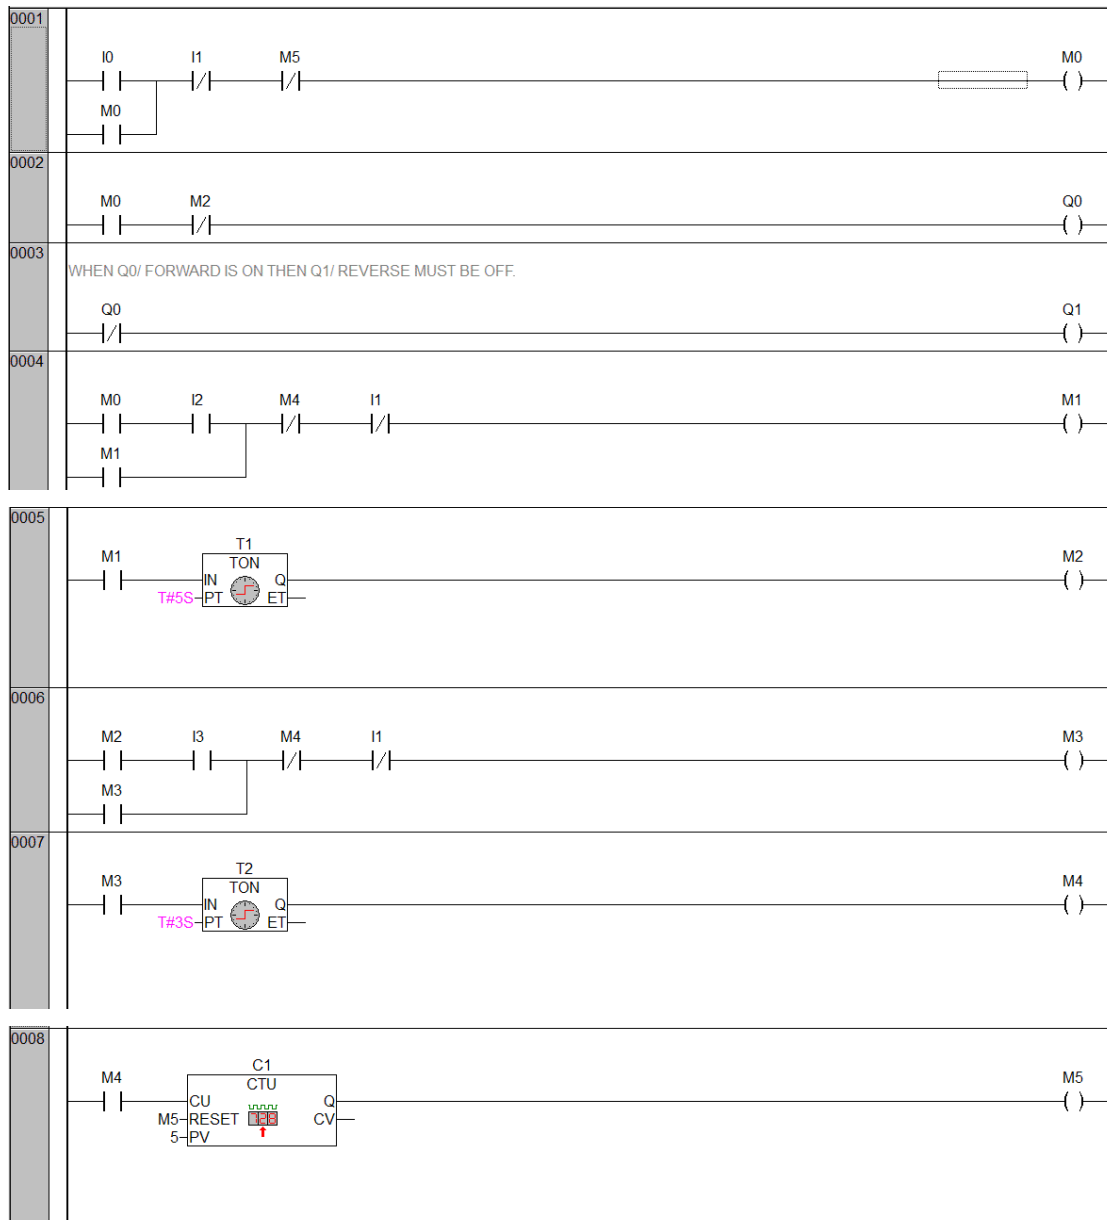 0001
I0 I1 M5 M0
M0
0002
M0 M2 Q0
0003
WHEN Q0/ FORWARD IS ON THEN Q1/ REVERSE MUST BE OFF.
Q0 Q1
0004
M0 I2 M4 I1 M1
M1
0005
T1
M1 TON M2
IN Q
T#5S PT ET
0006
M2 I3 M4 I1 M3
M3
0007
T2
M3 TON M4
IN Q
T#3S PT ET
0008
C1
M4 CTU M5
CU Q
M5 RESET 123 CV
5 PV